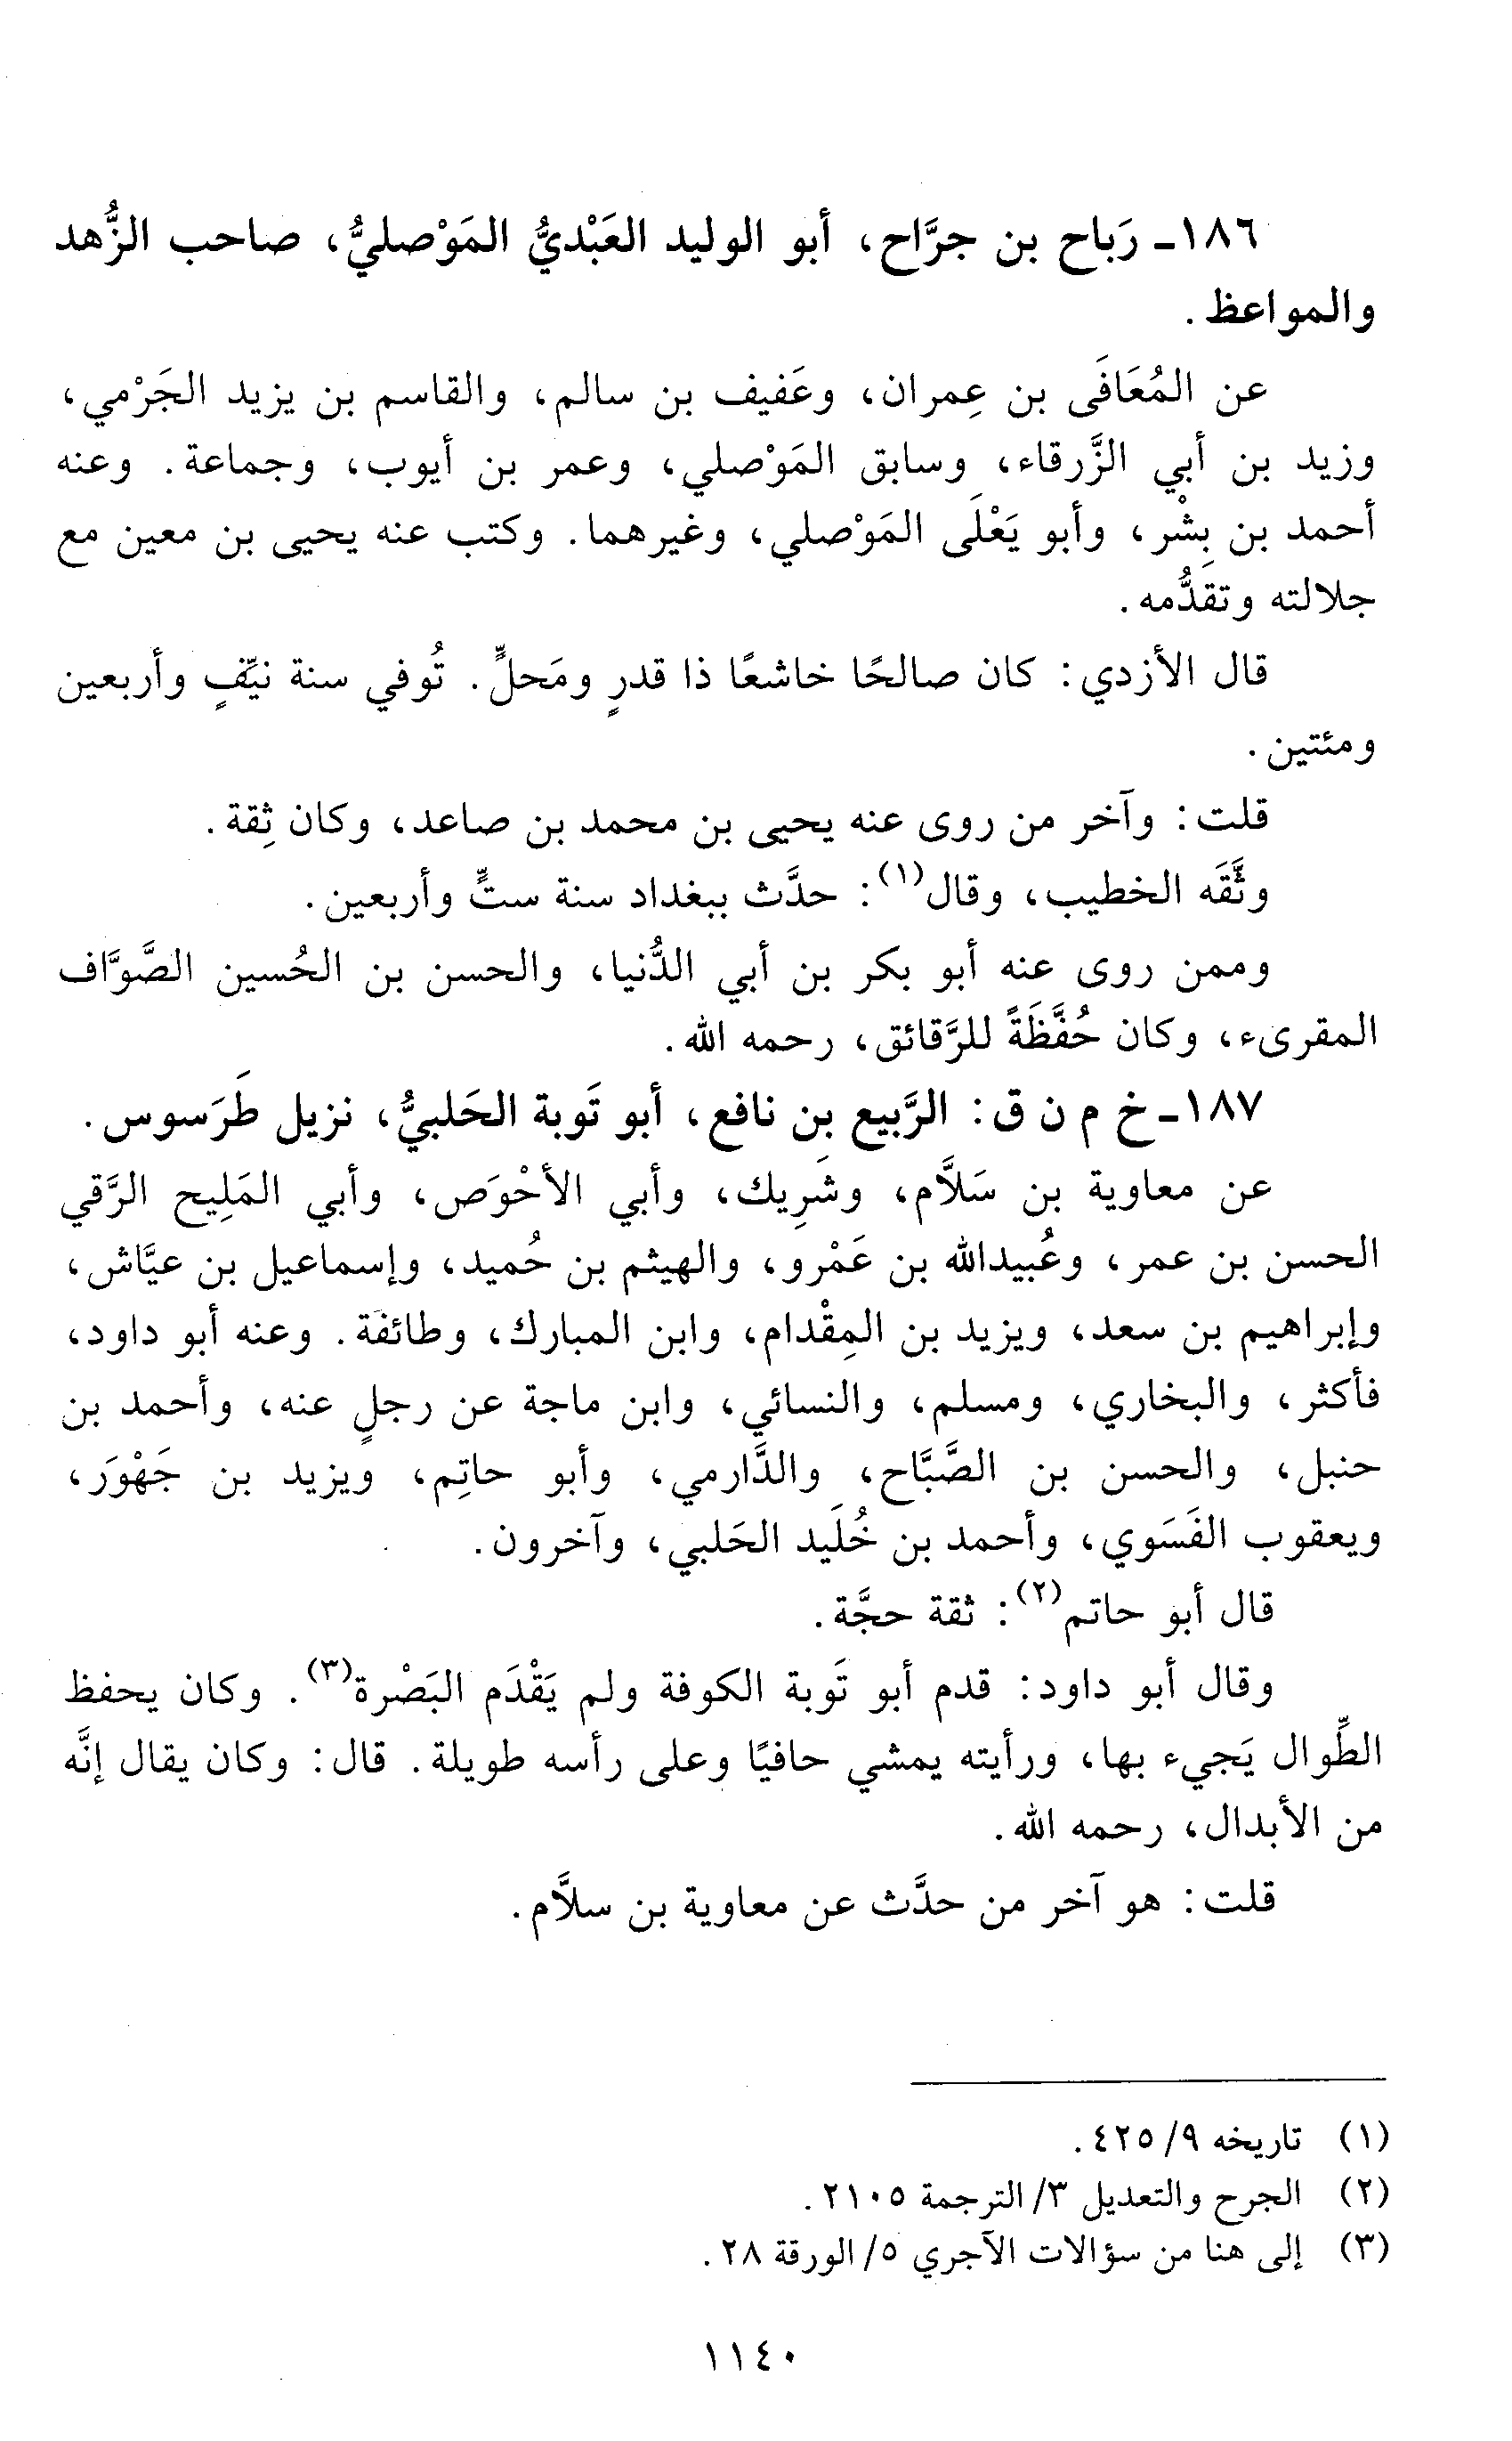 ١٨٦ـ رَباح بن جرَّاح، أبو الوليد العَبْديُّ المَوْصليُّ، صاحب الزُّهد
والمواعظ.
عن المُعَافَى بن عِمران، وعَفيف بن سالم، والقاسم بن يزيد الجَرْمي،
وزيد بن أبي الزَّرقاء، وسابق المَوْصلي، وعمر بن أيوب، وجماعة. وعنه
أحمد بن بِشْر، وأبو يَعْلَى المَوْصلي، وغيرهما. وكتب عنه يحيى بن معين مع
جلالته وتقدُّمه.
قال الأزدي: كان صالحًا خاشعًا ذا قدرٍ ومَحلٍّ. تُوفي سنة نيّفٍ وأربعين
ومئتين.
قلت: وآخر من روى عنه يحيى بن محمد بن صاعد، وكان ثِقة.
وثَّقَه الخطيب، وقال(١): حدَّث ببغداد سنة ستٍّ وأربعين.
وممن روى عنه أبو بكر بن أبي الدُّنيا، والحسن بن الحُسين الصَّوَّاف
المقرىء، وكان حُفَّظَةً للرَّقائق، رحمه الله.
١٨٧ـ خ م ن ق: الرَّبيع بن نافع، أبو تَوبة الحَلبيُّ، نزيل طَرَسوس.
عن معاوية بن سَلاَّم، وشَرِيك، وأبي الأحْوَص، وأبي المَلِيح الرَّقي
الحسن بن عمر، وعُبيدالله بن عَمْرو، والهيثم بن حُميد، وإسماعيل بن عيَّاش،
وإبراهيم بن سعد، ويزيد بن المِقْدام، وابن المبارك، وطائفة. وعنه أبو داود،
فأكثر، والبخاري، ومسلم، والنسائي، وابن ماجة عن رجلٍ عنه، وأحمد بن
حنبل، والحسن بن الصَّبَّاح، والدَّارمي، وأبو حاتِم، ويزيد بن جَهْوَر،
ويعقوب الفَسَوي، وأحمد بن خُلَيد الحَلبي، وآخرون.
قال أبو حاتم(٢): ثقة حجَّة.
وقال أبو داود: قدم أبو تَوبة الكوفة ولم يَقْدَم البَصْرة(٣). وكان يحفظ
الطِّوال يَجيء بها، ورأيته يمشي حافيًا وعلى رأسه طويلة. قال: وكان يقال إنَّه
من الأبدال، رحمه الله.
قلت: هو آخر من حدَّث عن معاوية بن سلاَّم.
(١) تاريخه ٩/ ٤٢٥.
(٢) الجرح والتعديل ٣/ الترجمة ٢١٠٥.
(٣) إلى هنا من سؤالات الآجري ٥/ الورقة ٢٨.
١١٤٠